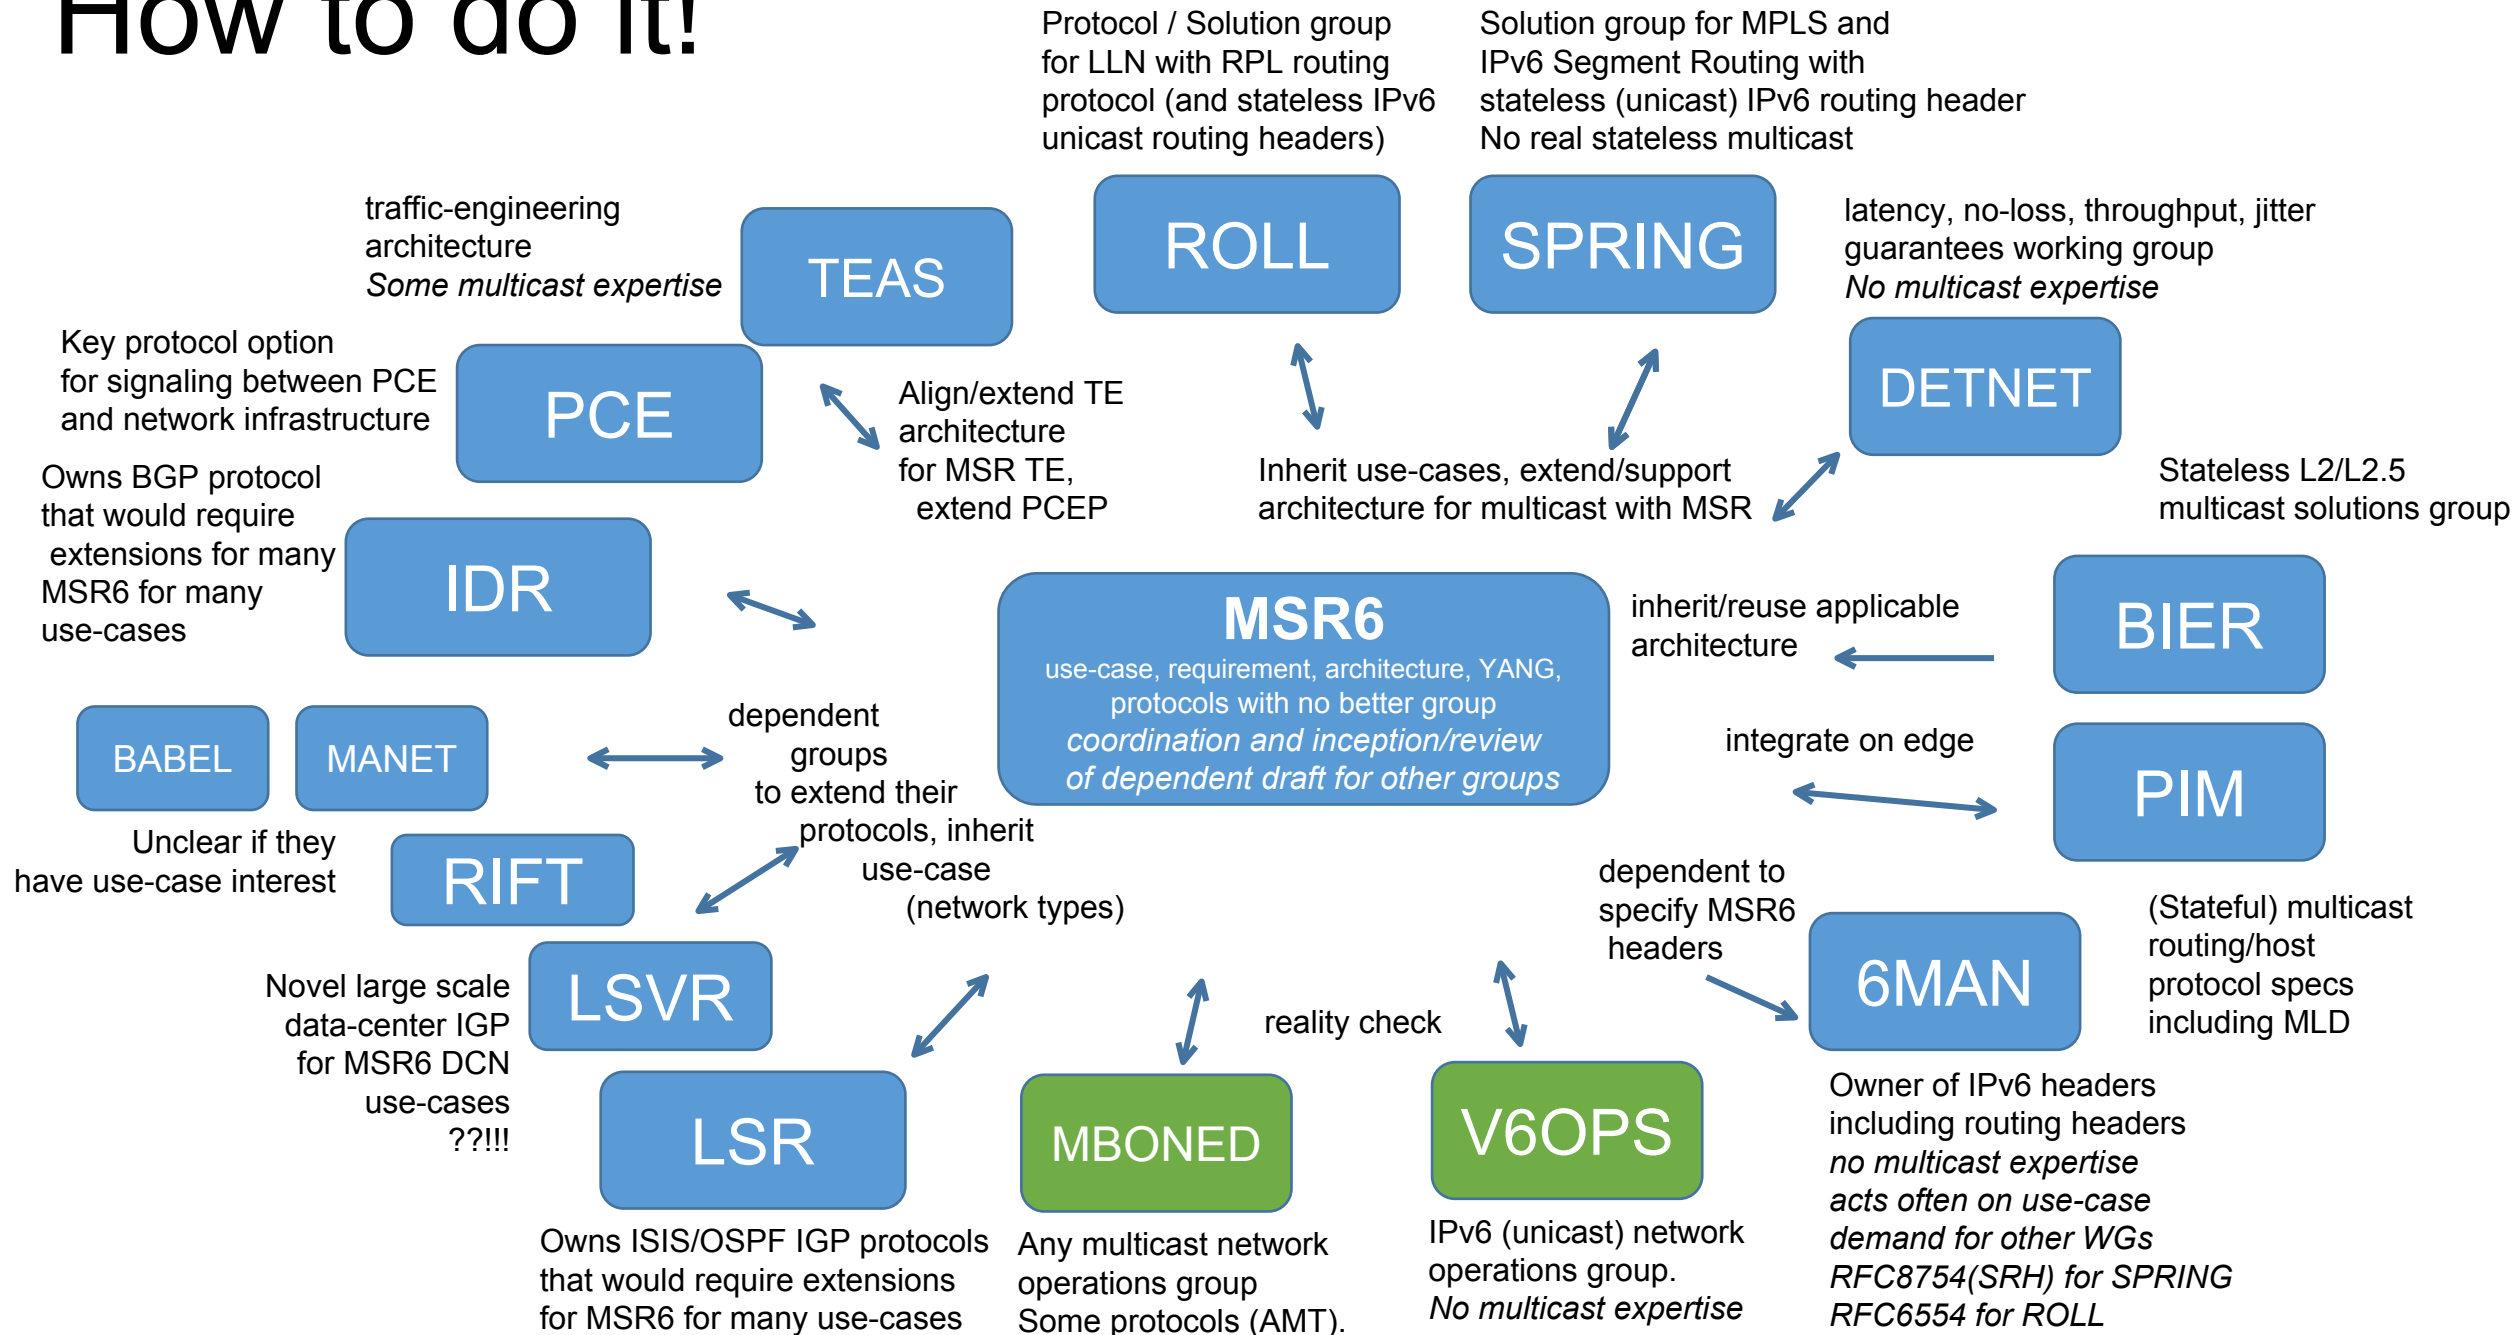 How to do it!
Protocol / Solution group
for LLN with RPL routing
protocol (and stateless IPv6
unicast routing headers)
Solution group for MPLS and
IPv6 Segment Routing with
stateless (unicast) IPv6 routing header
No real stateless multicast
traffic-engineering
architecture
Some multicast expertise
TEAS
ROLL
SPRING
latency, no-loss, throughput, jitter
guarantees working group
No multicast expertise
Key protocol option
for signaling between PCE
and network infrastructure
PCE
Align/extend TE
architecture
for MSR TE,
extend PCEP
DETNET
Inherit use-cases, extend/support
architecture for multicast with MSR
Stateless L2/L2.5
multicast solutions group
Owns BGP protocol
that would require
extensions for many
MSR6 for many
use-cases
IDR
MSR6
use-case, requirement, architecture, YANG,
protocols with no better group
coordination and inception/review
of dependent draft for other groups
inherit/reuse applicable
architecture
BIER
BABEL
MANET
dependent
groups
to extend their
protocols, inherit
use-case
(network types)
integrate on edge
PIM
Unclear if they
have use-case interest
RIFT
dependent to
specify MSR6
headers
(Stateful) multicast
routing/host
protocol specs
including MLD
Novel large scale
data-center IGP
for MSR6 DCN
use-cases
??!!!
LSVR
reality check
6MAN
LSR
MBONED
V6OPS
Owner of IPv6 headers
including routing headers
no multicast expertise
acts often on use-case
demand for other WGs
RFC8754(SRH) for SPRING
RFC6554 for ROLL
Owns ISIS/OSPF IGP protocols
that would require extensions
for MSR6 for many use-cases
Any multicast network
operations group
Some protocols (AMT).
IPv6 (unicast) network
operations group.
No multicast expertise